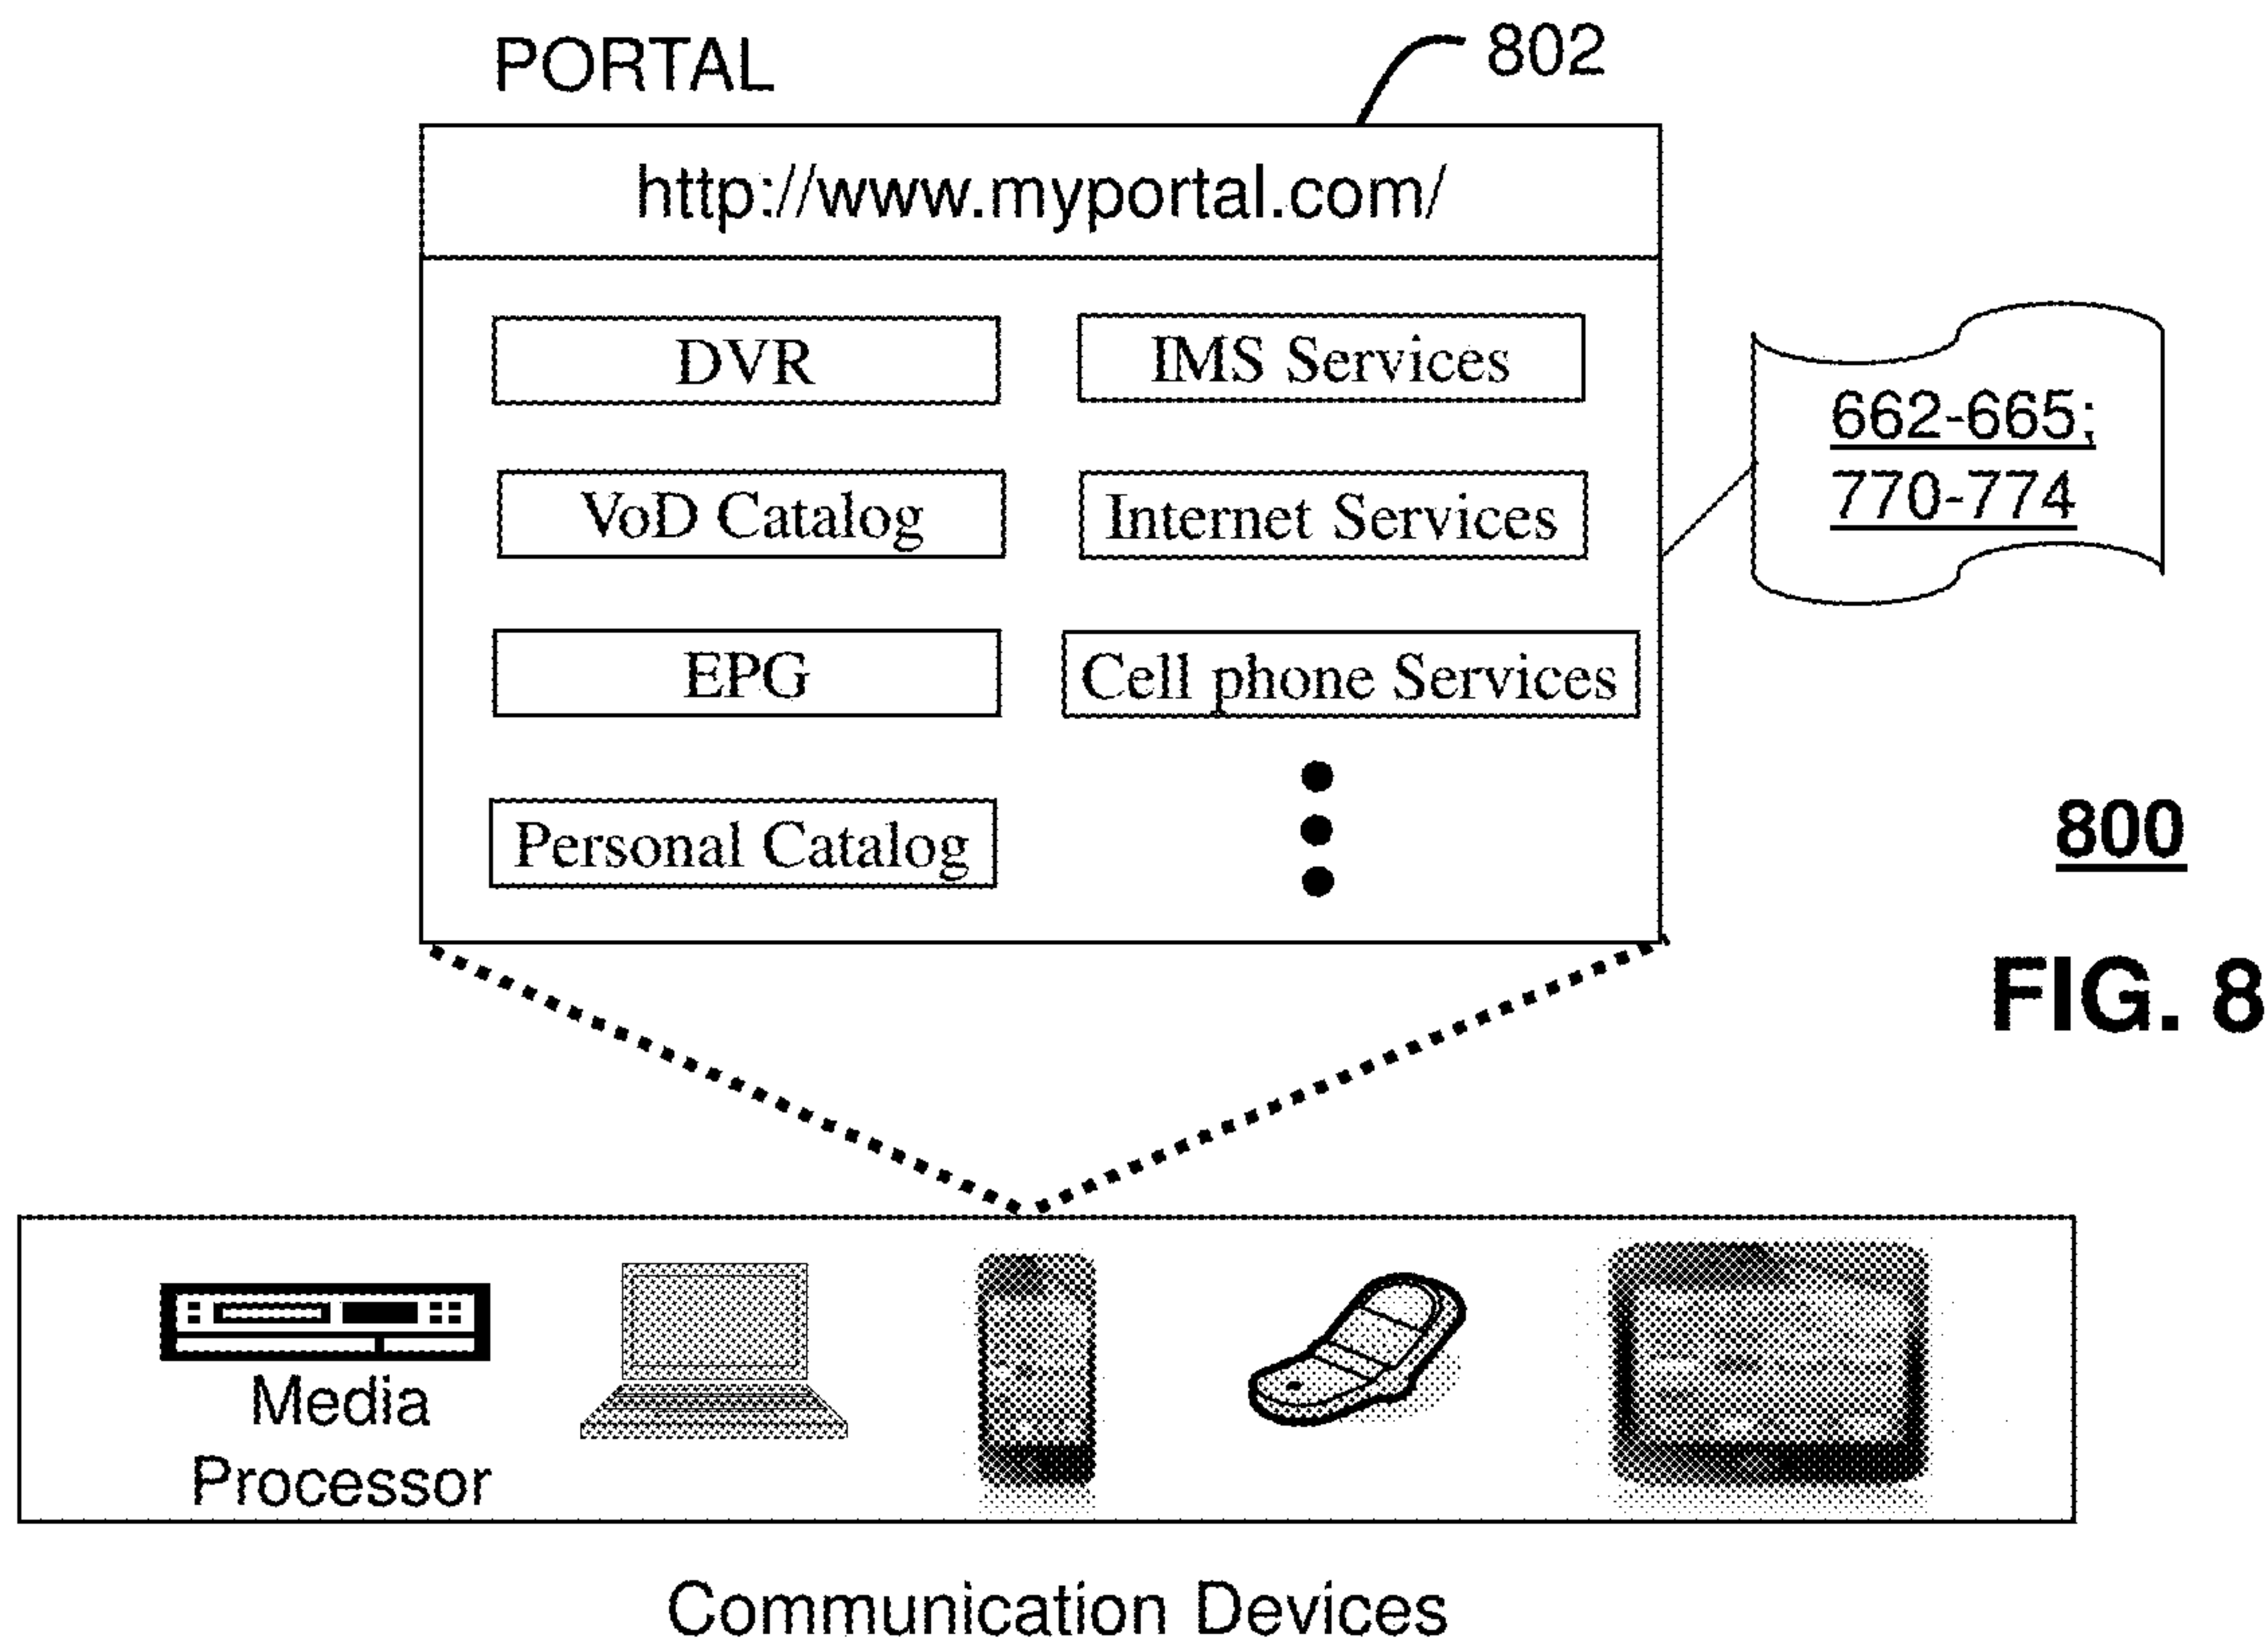 PORTAL
802
http://www.myportal.com/
DVR
IMS Services
VoD Catalog
Internet Services
EPG
Cell phone Services
Personal Catalog
662-665;
770-774
800
FIG. 8
Media
Processor
Communication Devices